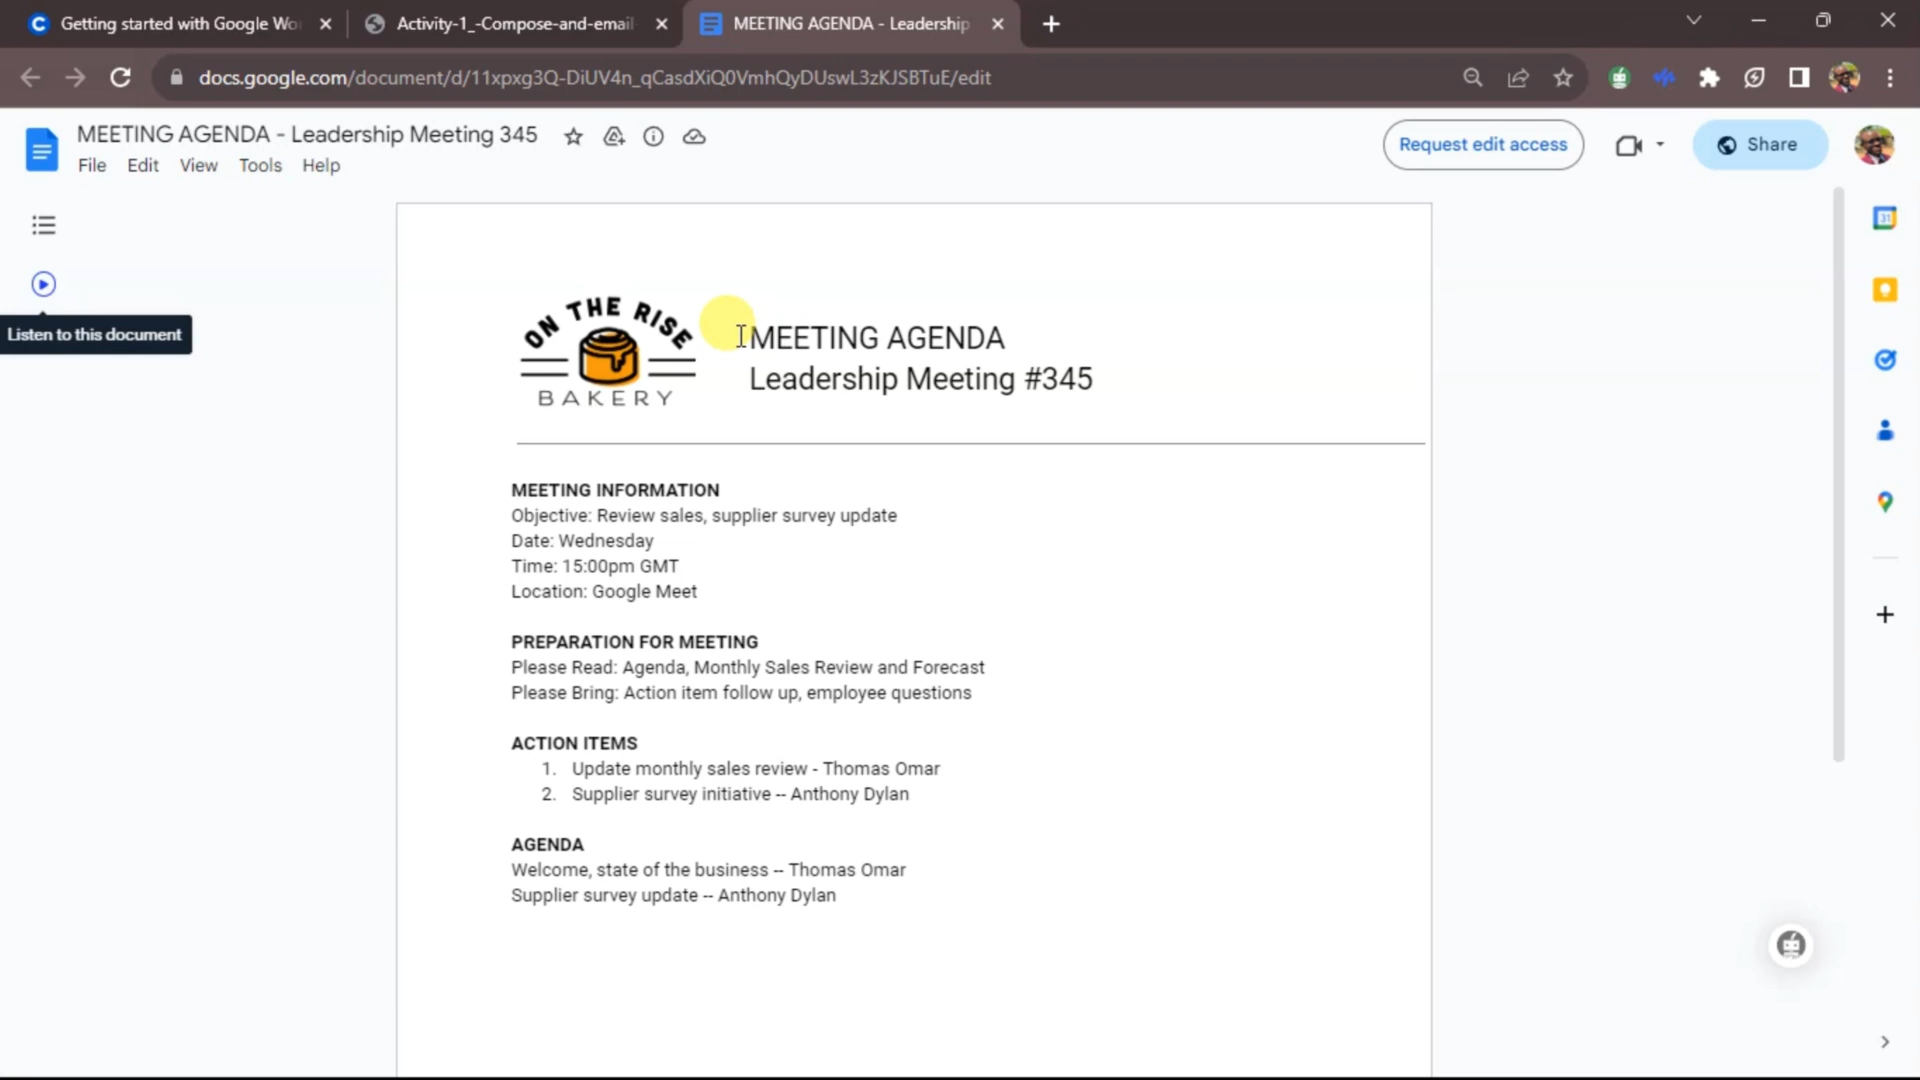 Getting started with Google Wo
Activity-1_-Compose-and-email
MEETING AGENDA - Leadership
docs.google.com/document/d/11xpxg3Q-DiUV4n_qCasdXiQ0VmhQyDUswL3zKJSBTuE/edit
MEETING AGENDA - Leadership Meeting 345
File Edit View Tools Help
Request edit access
Share
Listen to this document
ON THE RISE
BAKERY
MEETING AGENDA
Leadership Meeting #345
MEETING INFORMATION
Objective: Review sales, supplier survey update
Date: Wednesday
Time: 15:00pm GMT
Location: Google Meet
PREPARATION FOR MEETING
Please Read: Agenda, Monthly Sales Review and Forecast
Please Bring: Action item follow up, employee questions
ACTION ITEMS
1. Update monthly sales review - Thomas Omar
2. Supplier survey initiative -- Anthony Dylan
AGENDA
Welcome, state of the business -- Thomas Omar
Supplier survey update -- Anthony Dylan
31